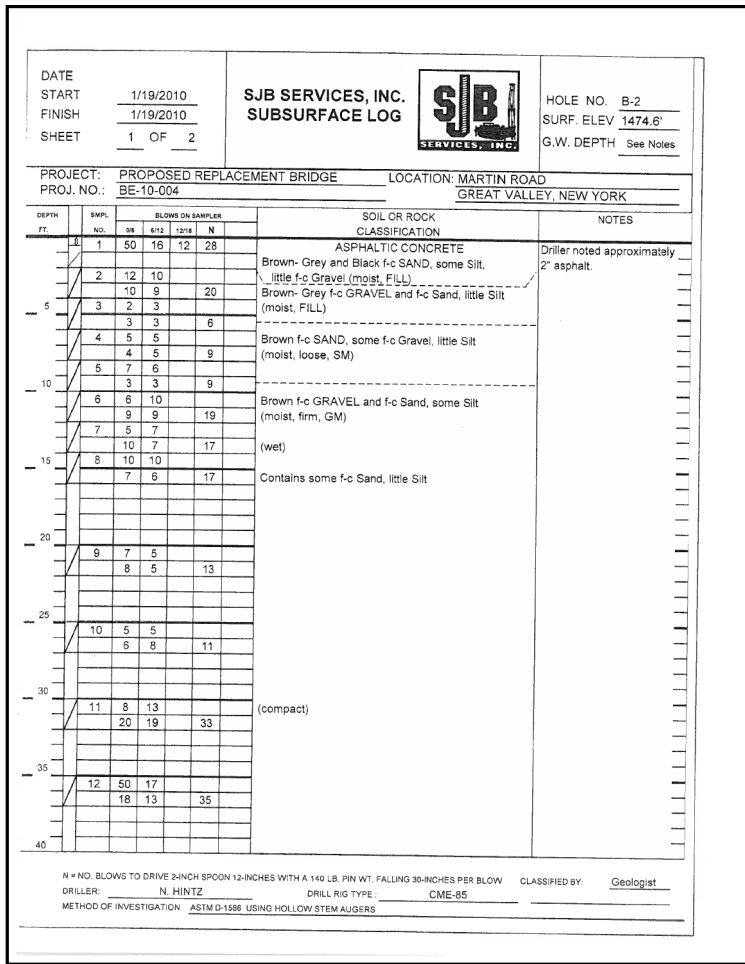 DATE
START 1/19/2010
FINISH 1/19/2010
SHEET 1 OF 2
SJB SERVICES, INC.
SUBSURFACE LOG
SJB
SERVICES, INC.
HOLE NO. B-2
SURF. ELEV 1474.6'
G.W. DEPTH See Notes
PROJECT: PROPOSED REPLACEMENT BRIDGE LOCATION: MARTIN ROAD
PROJ. NO.: BE-10-004 GREAT VALLEY, NEW YORK
DEPTH SMPL BLOWS ON SAMPLER SOIL OR ROCK NOTES
FT. NO. 0/6 6/12 12/18 N CLASSIFICATION
1 50 16 12 28 ASPHALTIC CONCRETE Driller noted approximately
Brown- Grey and Black f-c SAND, some Silt, 2" asphalt.
2 12 10 little f-c Gravel (moist, FILL)
10 9 20 Brown- Grey f-c GRAVEL and f-c Sand, little Silt
5 3 2 3 (moist, FILL)
3 3 6
4 5 5 Brown f-c SAND, some f-c Gravel, little Silt
4 5 9 (moist, loose, SM)
5 7 6
10 3 3 9
6 6 10 Brown f-c GRAVEL and f-c Sand, some Silt
9 9 19 (moist, firm, GM)
7 5 7
10 7 17 (wet)
15 8 10 10
7 6 17 Contains some f-c Sand, little Silt
20
9 7 5
8 5 13
25
10 5 5
6 8 11
30
11 8 13 (compact)
20 19 33
35
12 50 17
18 13 35
40
N = NO. BLOWS TO DRIVE 2-INCH SPOON 12-INCHES WITH A 140 LB. PIN WT. FALLING 30-INCHES PER BLOW CLASSIFIED BY: Geologist
DRILLER: N. HINTZ DRILL RIG TYPE : CME-85
METHOD OF INVESTIGATION ASTM D-1586 USING HOLLOW STEM AUGERS